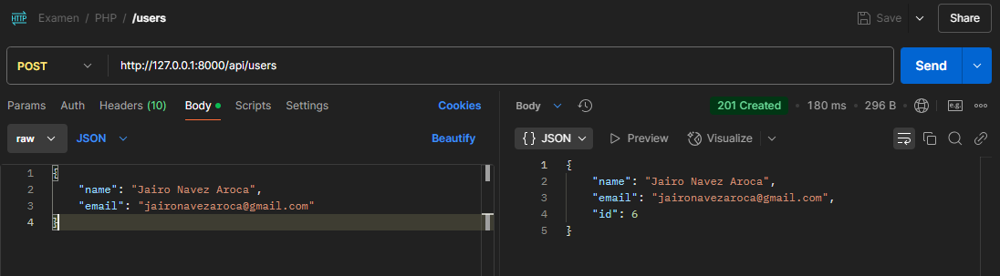 HTTP Examen / PHP / /users Save Share
POST http://127.0.0.1:8000/api/users Send
Params Auth Headers (10) Body Scripts Settings Cookies
raw JSON Beautify
1 {
2 "name": "Jairo Navez Aroca",
3 "email": "jaironavezaroca@gmail.com"
4 }
Body 201 Created 180 ms 296 B e.g.
{} JSON Preview Visualize
1 {
2 "name": "Jairo Navez Aroca",
3 "email": "jaironavezaroca@gmail.com",
4 "id": 6
5 }